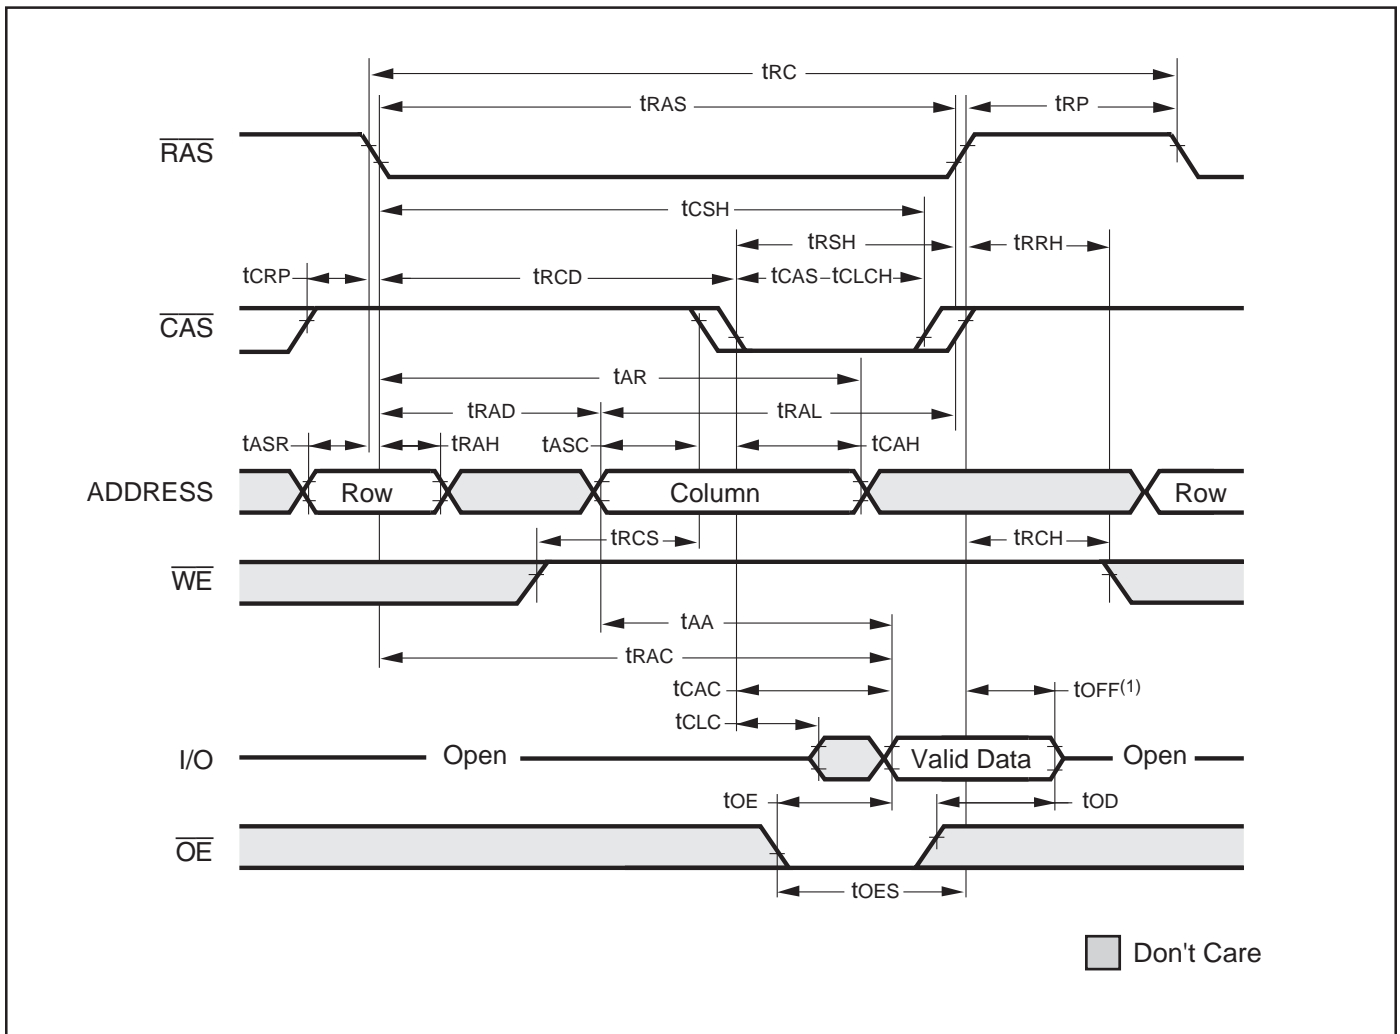 tRC
tRAS
tRP
RAS
tCSH
tRSH
tRRH
tCRP
tRCD
tCAS
tCLCH
CAS
tAR
tRAD
tRAL
tASR
tRAH
tASC
tCAH
ADDRESS
Row
Column
Row
tRCS
tRCH
WE
tAA
tRAC
tCAC
tOFF(1)
tCLC
I/O
Open
Valid Data
Open
tOE
tOD
OE
tOES
Don't Care